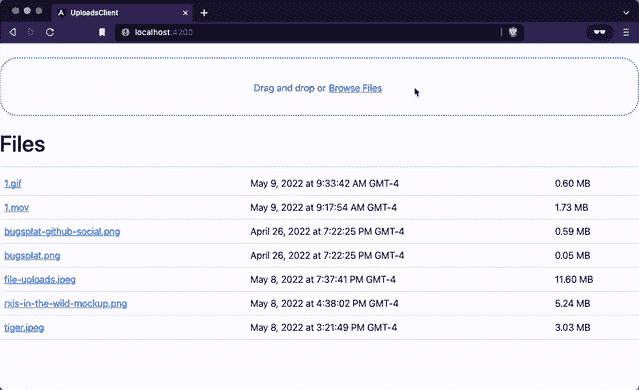 UploadsClient
localhost:4200
Drag and drop or Browse Files
Files
1.gif May 9, 2022 at 9:33:42 AM GMT-4 0.60 MB
1.mov May 9, 2022 at 9:17:54 AM GMT-4 1.73 MB
bugsplat-github-social.png April 26, 2022 at 7:22:25 PM GMT-4 0.59 MB
bugsplat.png April 26, 2022 at 7:22:25 PM GMT-4 0.05 MB
file-uploads.jpeg May 8, 2022 at 7:37:41 PM GMT-4 11.60 MB
rxjs-in-the-wild-mockup.png May 8, 2022 at 4:38:02 PM GMT-4 5.24 MB
tiger.jpeg May 8, 2022 at 3:21:49 PM GMT-4 3.03 MB